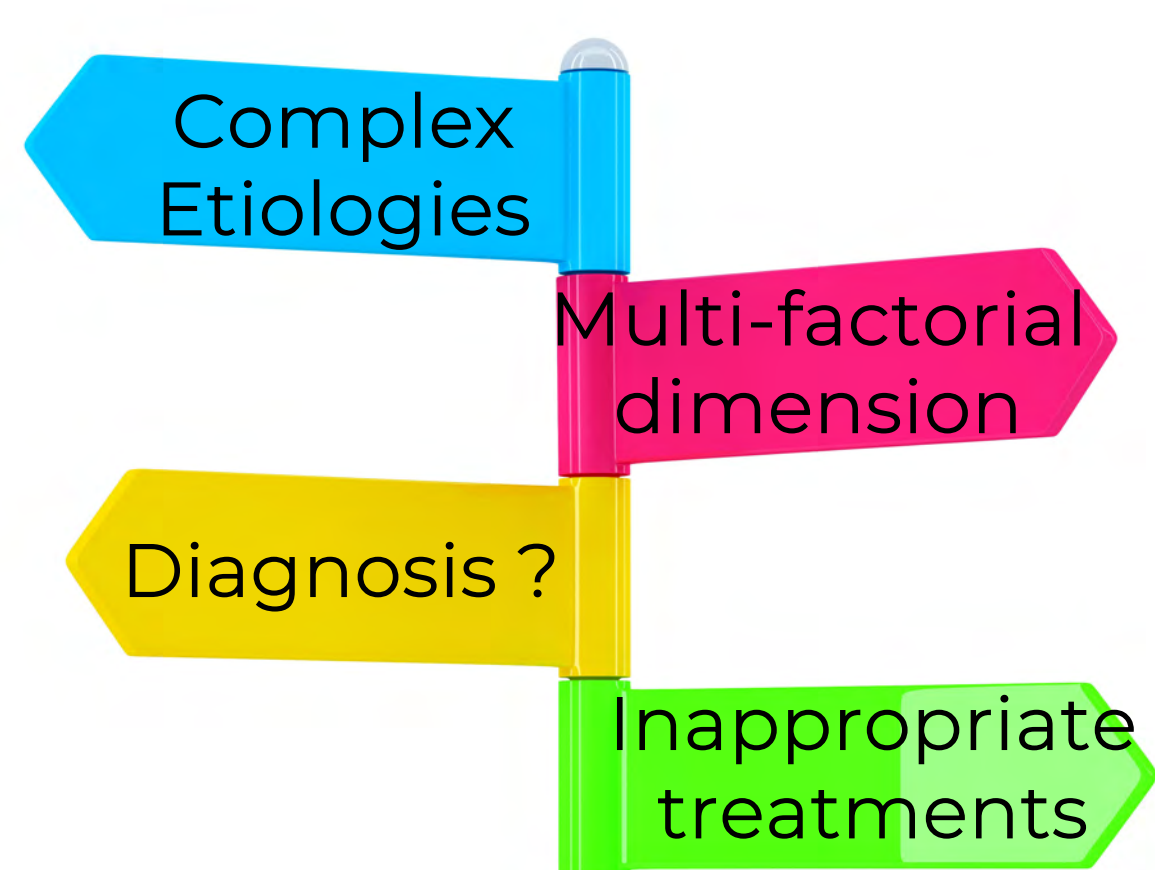 Complex
Etiologies
Multi-factorial
dimension
Diagnosis ?
Inappropriate
treatments